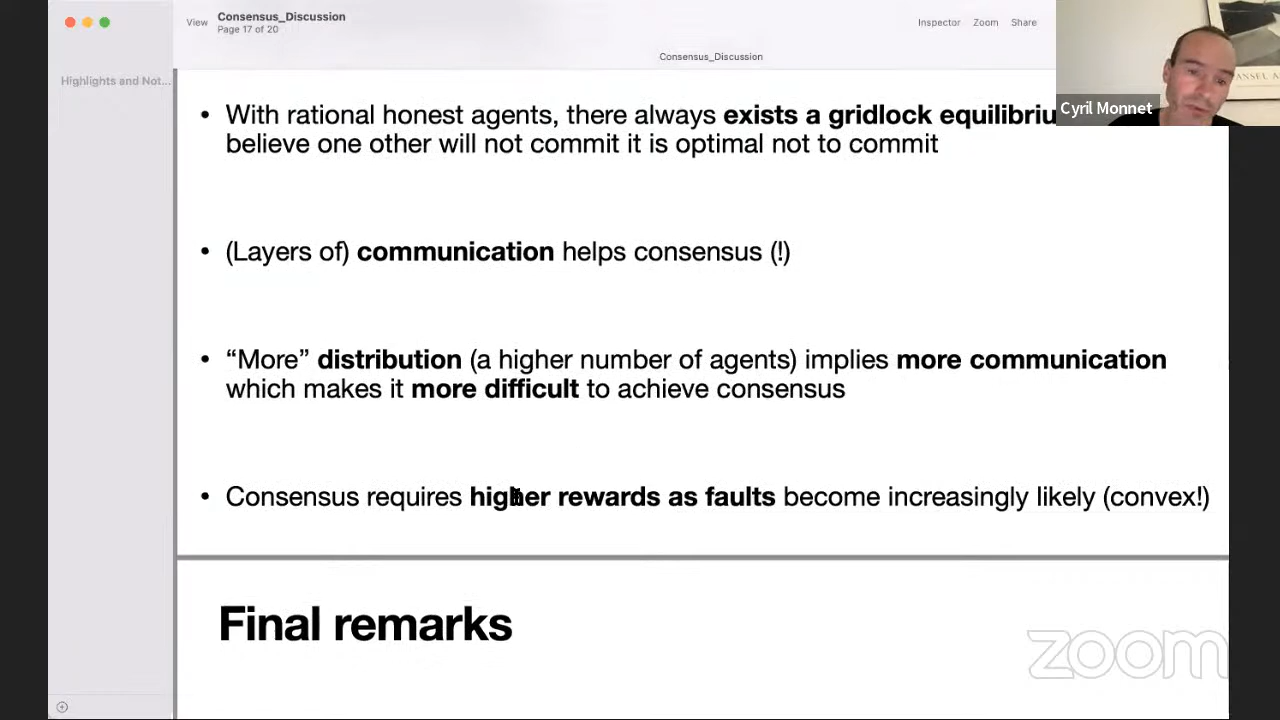 View
Consensus_Discussion
Page 17 of 20
Inspector
Zoom
Share
Consensus_Discussion
Highlights and Not...
Cyril Monnet
• With rational honest agents, there always exists a gridlock
believe one other will not commit it is optimal not to commit
• (Layers of) communication helps consensus (!)
• “More” distribution (a higher number of agents) implies more communication
which makes it more difficult to achieve consensus
• Consensus requires higher rewards as faults become increasingly likely (convex!)
Final remarks
zoom